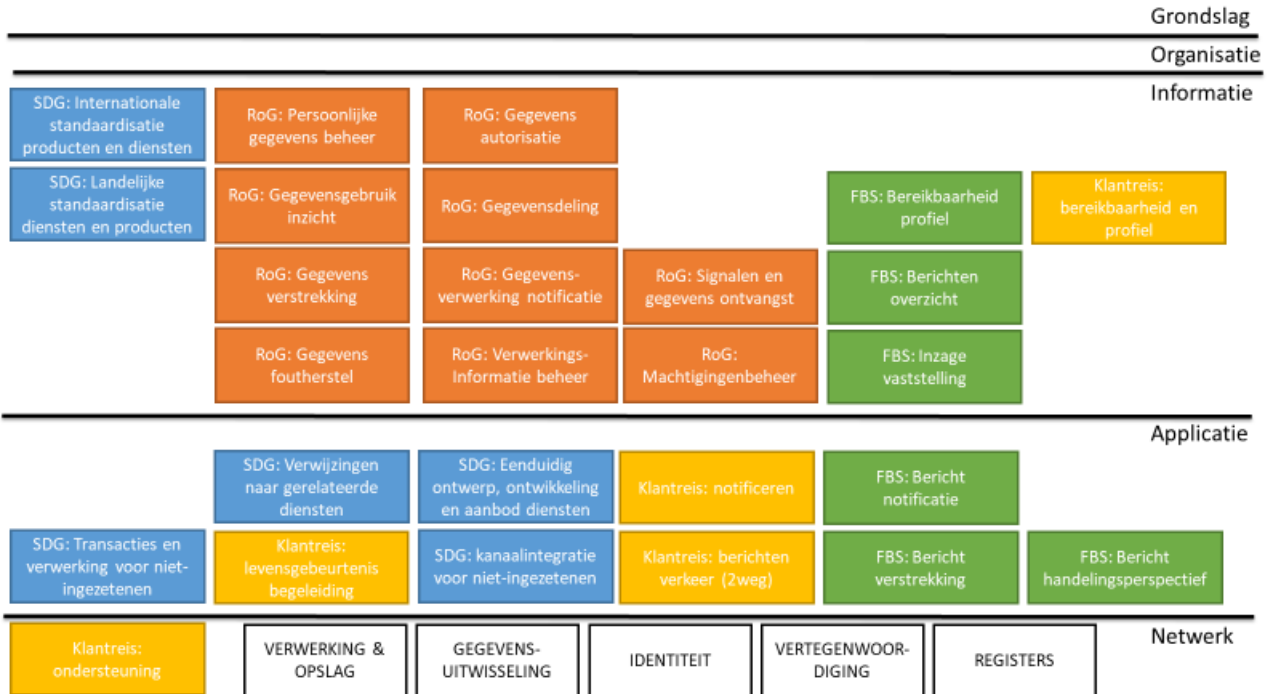 Grondslag
Organisatie
Informatie
SDG: Internationale
standaardisatie
producten en diensten
RoG: Persoonlijke
gegevens beheer
RoG: Gegevens
autorisatie
SDG: Landelijke
standaardisatie
diensten en producten
RoG: Gegevensgebruik
inzicht
RoG: Gegevensdeling
FBS: Bereikbaarheid
profiel
Klantreis:
bereikbaarheid en
profiel
RoG: Gegevens
verstrekking
RoG: Gegevens-
verwerking notificatie
RoG: Signalen en
gegevens ontvangst
FBS: Berichten
overzicht
RoG: Gegevens
foutherstel
RoG: Verwerkings-
Informatie beheer
RoG:
Machtigingenbeheer
FBS: Inzage
vaststelling
Applicatie
SDG: Verwijzingen
naar gerelateerde
diensten
SDG: Eenduidig
ontwerp, ontwikkeling
en aanbod diensten
Klantreis: notificeren
FBS: Bericht
notificatie
SDG: Transacties en
verwerking voor niet-
ingezetenen
Klantreis:
levensgebeurtenis
begeleiding
SDG: kanaalintegratie
voor niet-ingezetenen
Klantreis: berichten
verkeer (2weg)
FBS: Bericht
verstrekking
FBS: Bericht
handelingsperspectief
Netwerk
Klantreis:
ondersteuning
VERWERKING &
OPSLAG
GEGEVENS-
UITWISSELING
IDENTITEIT
VERTEGENWOOR-
DIGING
REGISTERS